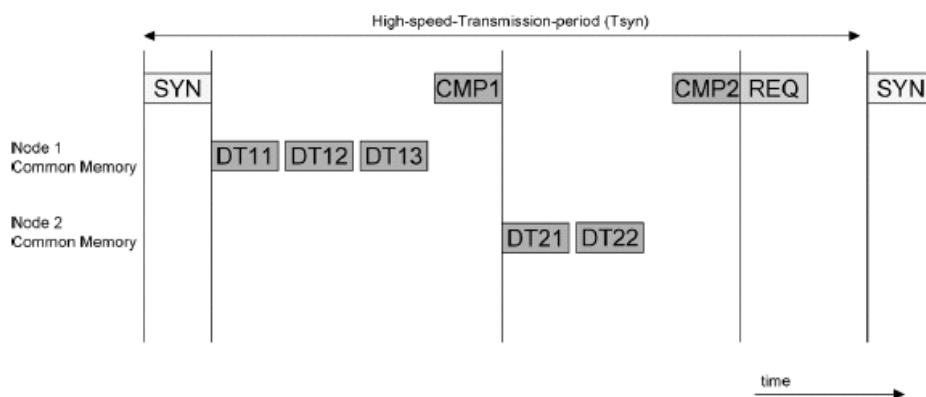 High-speed-Transmission-period (Tsyn)
SYN CMP1 CMP2 REQ SYN
Node 1
Common Memory
DT11 DT12 DT13
Node 2
Common Memory
DT21 DT22
time